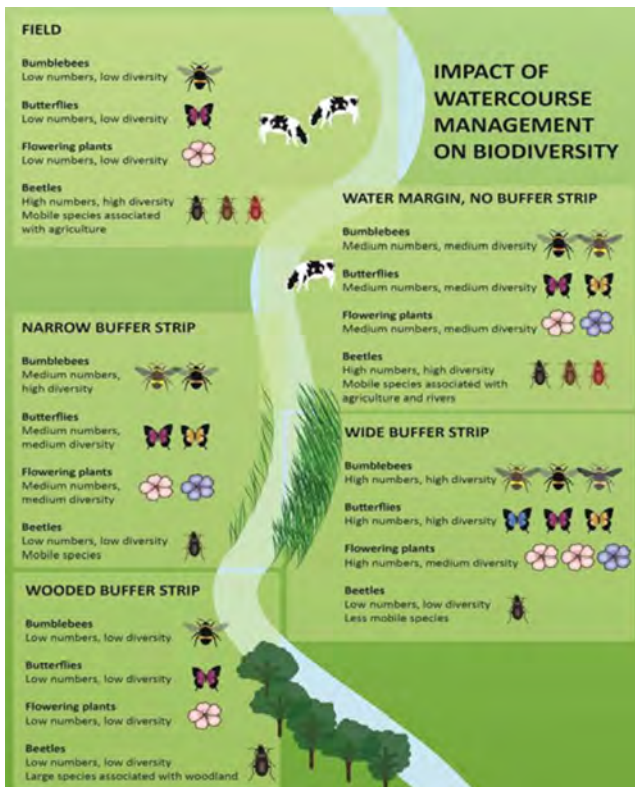 FIELD
Bumblebees
Low numbers, low diversity
Butterflies
Low numbers, low diversity
Flowering plants
Low numbers, low diversity
Beetles
High numbers, high diversity
Mobile species associated
with agriculture
IMPACT OF
WATERCOURSE
MANAGEMENT
ON BIODIVERSITY
WATER MARGIN, NO BUFFER STRIP
Bumblebees
Medium numbers, medium diversity
Butterflies
Medium numbers, medium diversity
Flowering plants
Medium numbers, medium diversity
Beetles
High numbers, high diversity
Mobile species associated with
agriculture and rivers
NARROW BUFFER STRIP
Bumblebees
Medium numbers,
high diversity
Butterflies
Medium numbers,
medium diversity
Flowering plants
Medium numbers,
medium diversity
Beetles
Low numbers, low diversity
Mobile species
WIDE BUFFER STRIP
Bumblebees
High numbers, high diversity
Butterflies
High numbers, high diversity
Flowering plants
High numbers, medium diversity
Beetles
Low numbers, low diversity
Less mobile species
WOODED BUFFER STRIP
Bumblebees
Low numbers, low diversity
Butterflies
Low numbers, low diversity
Flowering plants
Low numbers, low diversity
Beetles
Low numbers, low diversity
Large species associated with woodland